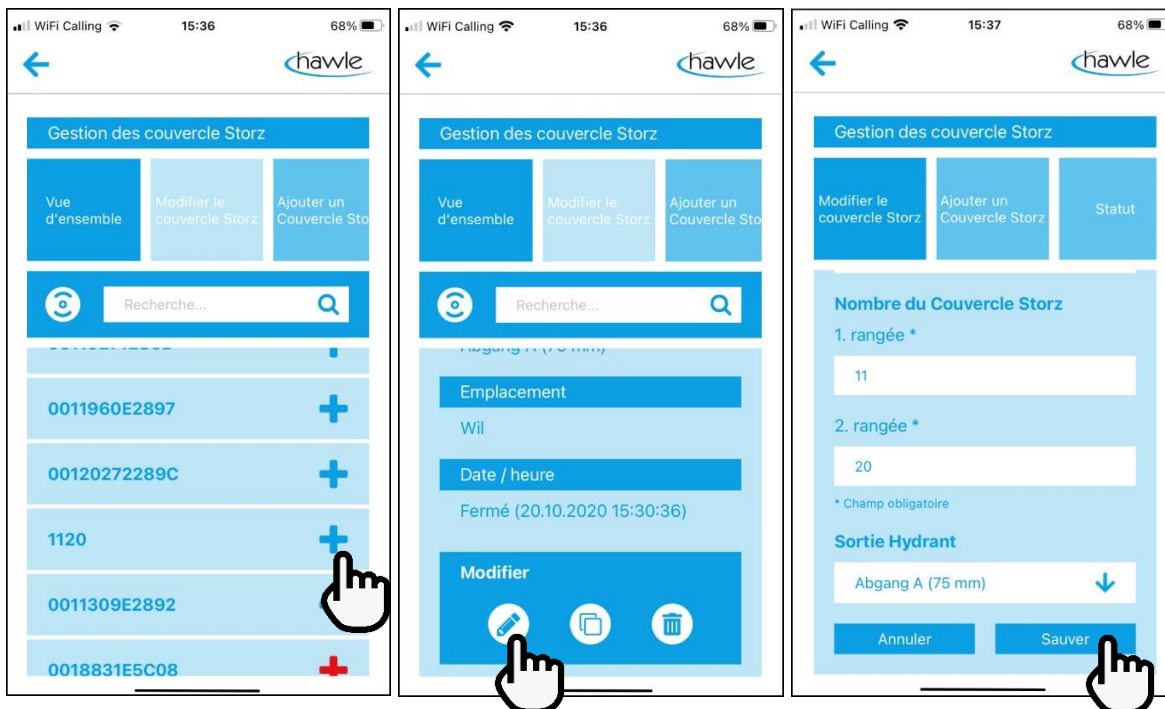 WiFi Calling 15:36 68%
hawle
Gestion des couvercle Storz
Vue
d'ensemble
Modifier le
couvercle Storz
Ajouter un
Couvercle Sto
Recherche...
0011960E2897
00120272289C
1120
0011309E2892
0018831E5C08
WiFi Calling 15:36 68%
hawle
Gestion des couvercle Storz
Vue
d'ensemble
Modifier le
couvercle Storz
Ajouter un
Couvercle Sto
Recherche...
Abgang A (75 mm)
Emplacement
Wil
Date / heure
Fermé (20.10.2020 15:30:36)
Modifier
WiFi Calling 15:37 68%
hawle
Gestion des couvercle Storz
Modifier le
couvercle Storz
Ajouter un
Couvercle Storz
Statut
Nombre du Couvercle Storz
1. rangée *
11
2. rangée *
20
* Champ obligatoire
Sortie Hydrant
Abgang A (75 mm)
Annuler
Sauver